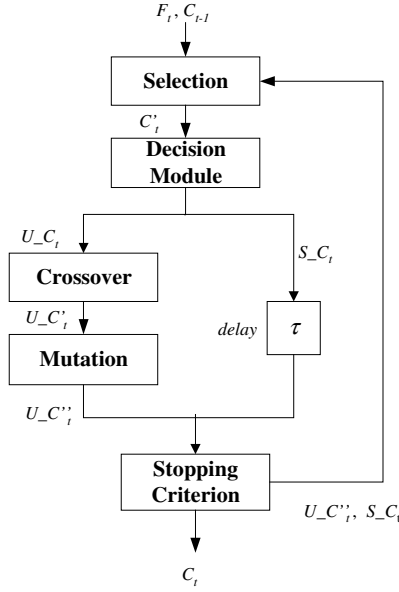 F_t, C_{t-1}
Selection
C'_t
Decision
Module
U_C_t
S_C_t
Crossover
U_C'_t
delay
τ
Mutation
U_C''_t
Stopping
Criterion
U_C''_t, S_C_t
C_t